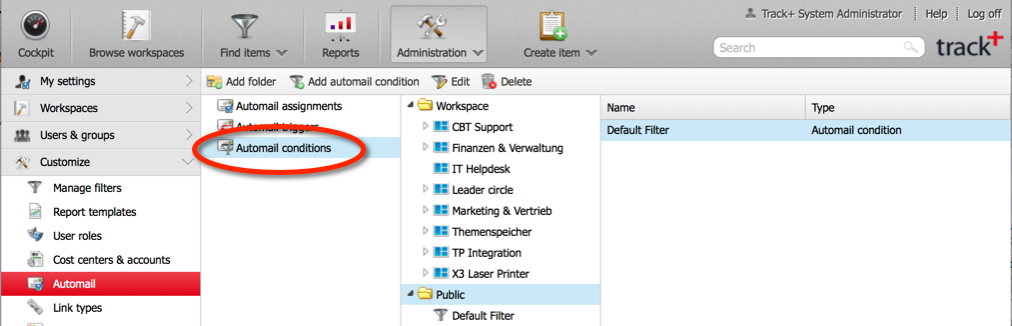 Track+ System Administrator Help Log off
Cockpit Browse workspaces Find items Reports Administration Create item
Search
track+
My settings
Workspaces
Users & groups
Customize
Manage filters
Report templates
User roles
Cost centers & accounts
Automail
Link types
Add folder Add automail condition Edit Delete
Automail assignments
Automail triggers
Automail conditions
Workspace
CBT Support
Finanzen & Verwaltung
IT Helpdesk
Leader circle
Marketing & Vertrieb
Themenspeicher
TP Integration
X3 Laser Printer
Public
Default Filter
Name Type
Default Filter Automail condition